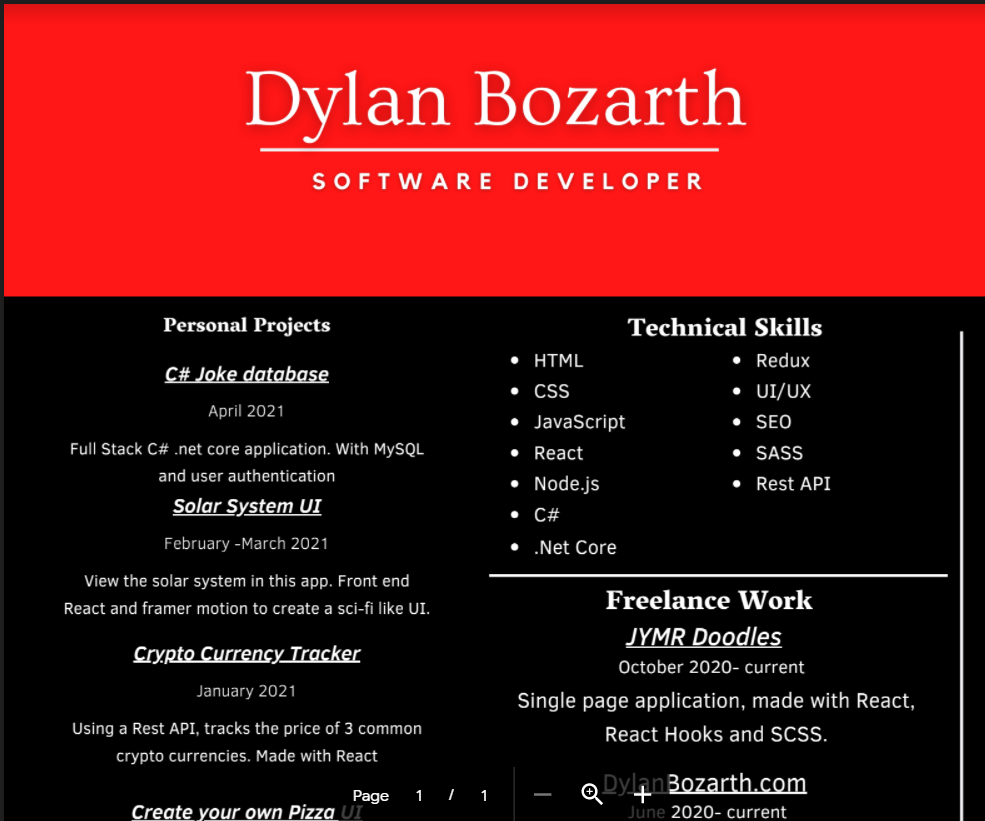 Dylan Bozarth
SOFTWARE DEVELOPER
Personal Projects
C# Joke database
April 2021
Full Stack C# .net core application. With MySQL
and user authentication
Solar System UI
February -March 2021
View the solar system in this app. Front end
React and framer motion to create a sci-fi like UI.
Crypto Currency Tracker
January 2021
Using a Rest API, tracks the price of 3 common
crypto currencies. Made with React
Create your own Pizza UI
Technical Skills
HTML
CSS
JavaScript
React
Node.js
C#
.Net Core
Redux
UI/UX
SEO
SASS
Rest API
Freelance Work
JYMR Doodles
October 2020- current
Single page application, made with React,
React Hooks and SCSS.
DylanBozarth.com
June 2020- current
Page 1 / 1